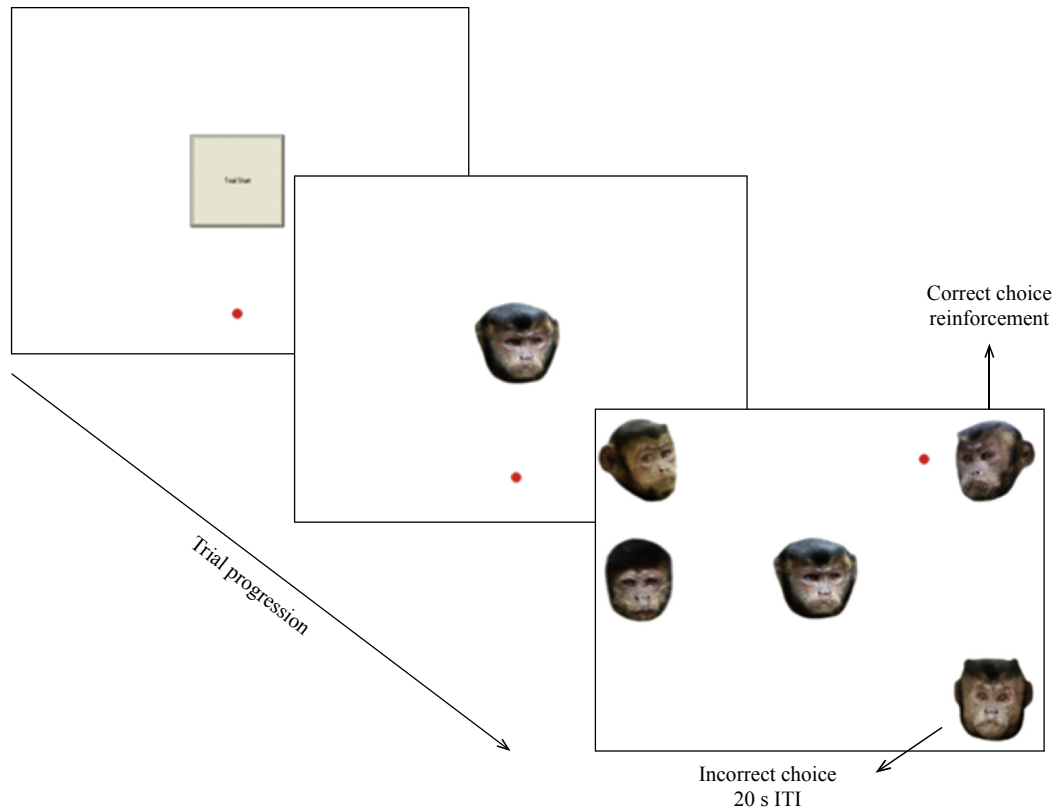 Trial Start
Correct choice
reinforcement
Trial progression
Incorrect choice
20 s ITI